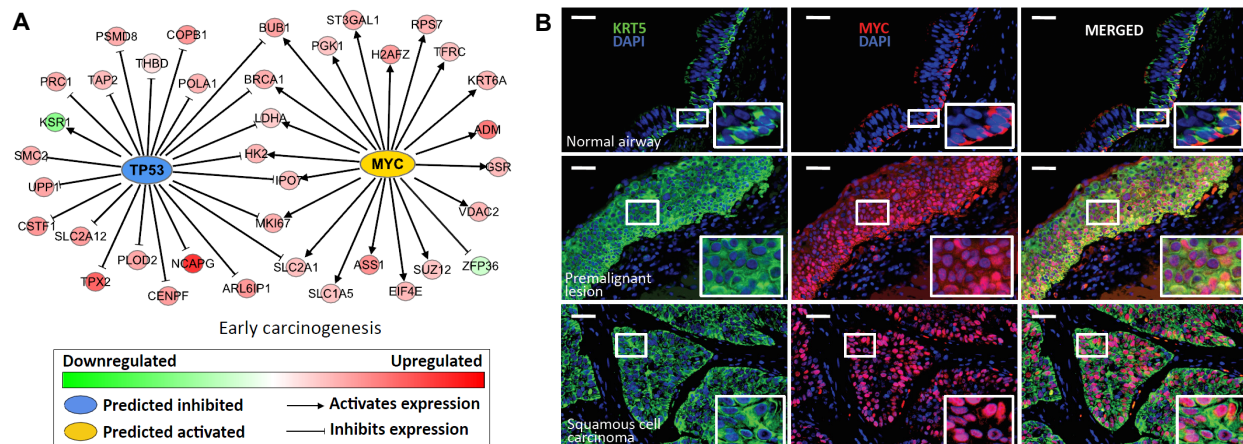 A
PSMD8
COPB1
BUB1
ST3GAL1
RPS7
THBD
PGK1
H2AFZ
TFRC
PRC1
TAP2
POLA1
BRCA1
KRT6A
KSR1
LDHA
ADM
SMC2
TP53
HK2
MYC
GSR
UPP1
IPO7
CSTF1
SLC2A12
MKI67
VDAC2
TPX2
PLOD2
NCAPG
SLC2A1
ASS1
SUZ12
ZFP36
CENPF
ARL6IP1
SLC1A5
EIF4E
Early carcinogenesis
Downregulated
Upregulated
Predicted inhibited
Activates expression
Predicted activated
Inhibits expression
B
KRT5
DAPI
MYC
DAPI
MERGED
Normal airway
Premalignant
lesion
Squamous cell
carcinoma